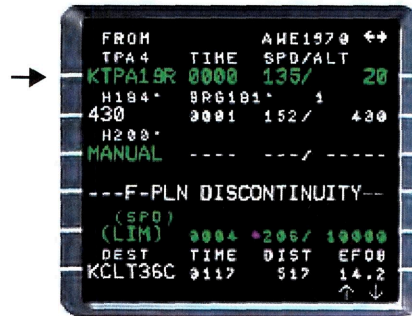 FROM AWE1970 ↔
TPA4 TIME SPD/ALT
KTPA19R 0000 135/ 20
H184° BRG181° 1
430 0001 152/ 430
H200°
MANUAL ---- ---/ -----
---F-PLN DISCONTINUITY--
(SPD)
(LIM) 0004 *206/ 10000
DEST TIME DIST EFOB
KCLT36C 0117 517 14.2
↑ ↓